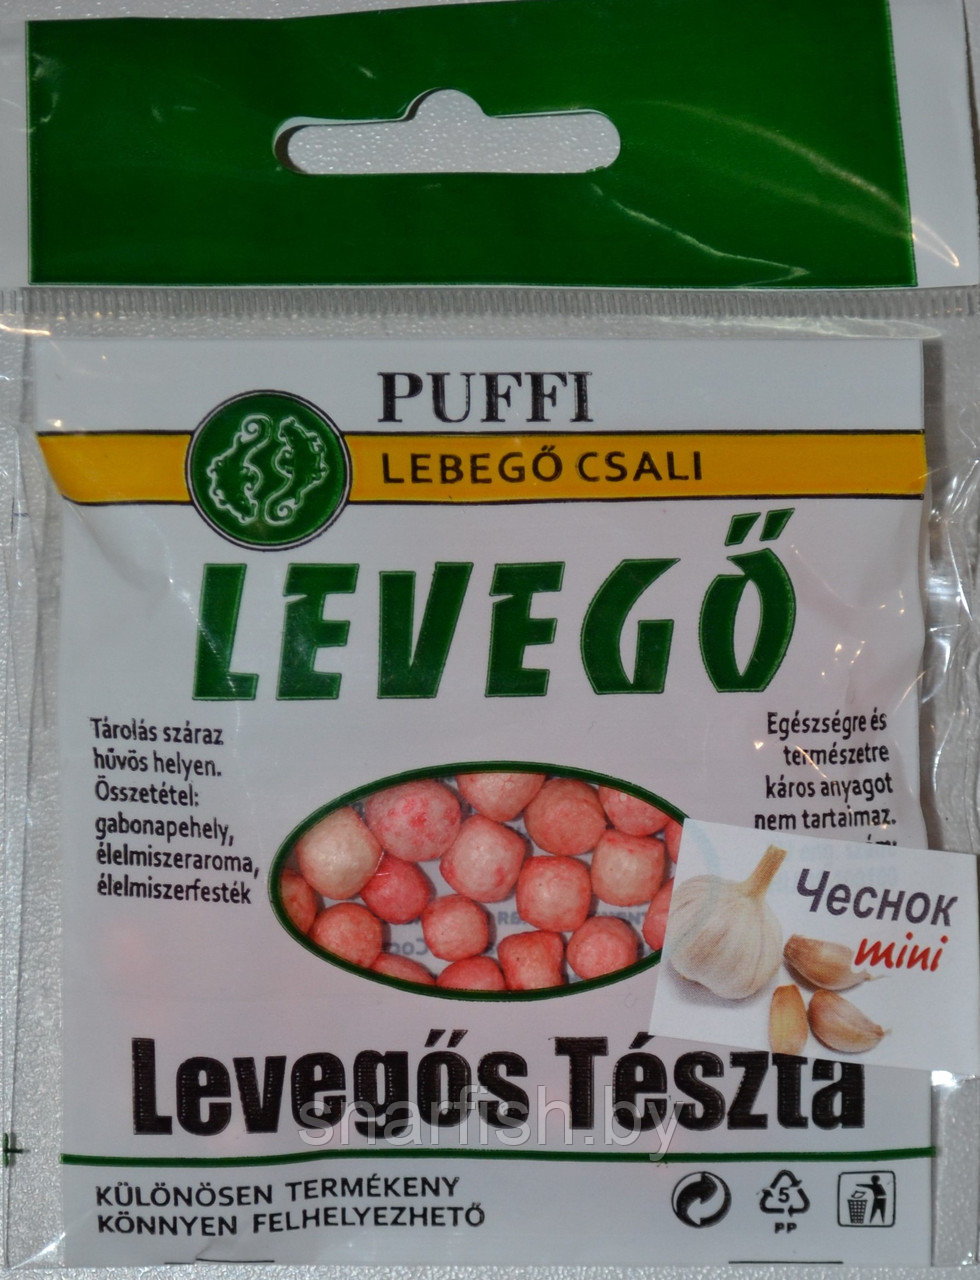 PUFFI
LEBEGŐ CSALI
LEVEGŐ
Tárolás száraz
hűvös helyen.
Összetétel:
gabonapehely,
élelmiszeraroma,
élelmiszerfesték
Egészségre és
természetre
káros anyagot
nem tartalmaz.
Чеснок
mini
Levegős Tészta
snarfish.by
KÜLÖNÖSEN TERMÉKENY
KÖNNYEN FELHELYEZHETŐ
5
PP